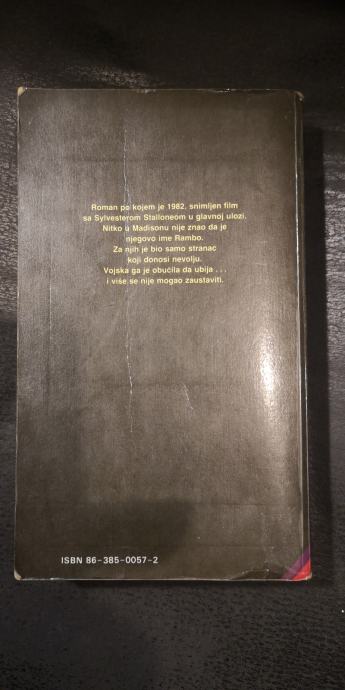 Roman po kojem je 1982. snimljen film
sa Sylvesterom Stalloneom u glavnoj ulozi.
Nitko u Madisonu nije znao da je
njegovo ime Rambo.
Za njih je bio samo stranac
koji donosi nevolju.
Vojska ga je obučila da ubija . . .
i više se nije mogao zaustaviti.
ISBN 86-385-0057-2